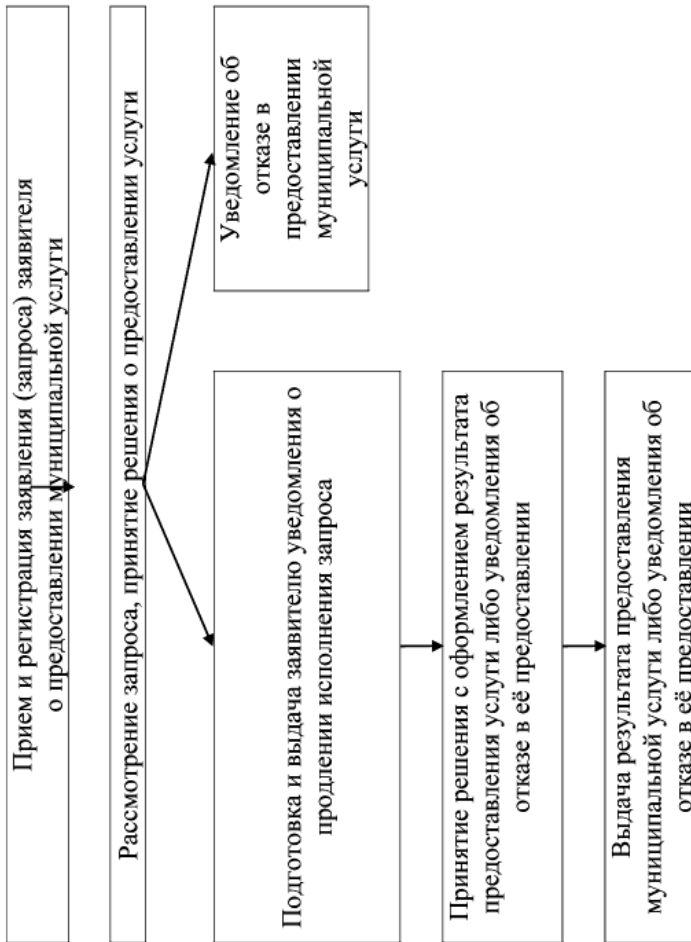 Прием и регистрация заявления (запроса) заявителя
о предоставлении муниципальной услуги
Рассмотрение запроса, принятие решения о предоставлении услуги
Уведомление об
отказе в
предоставлении
муниципальной
услуги
Подготовка и выдача заявителю уведомления о
продлении исполнения запроса
Принятие решения с оформлением результата
предоставления услуги либо уведомления об
отказе в её предоставлении
Выдача результата предоставления
муниципальной услуги либо уведомления об
отказе в её предоставлении